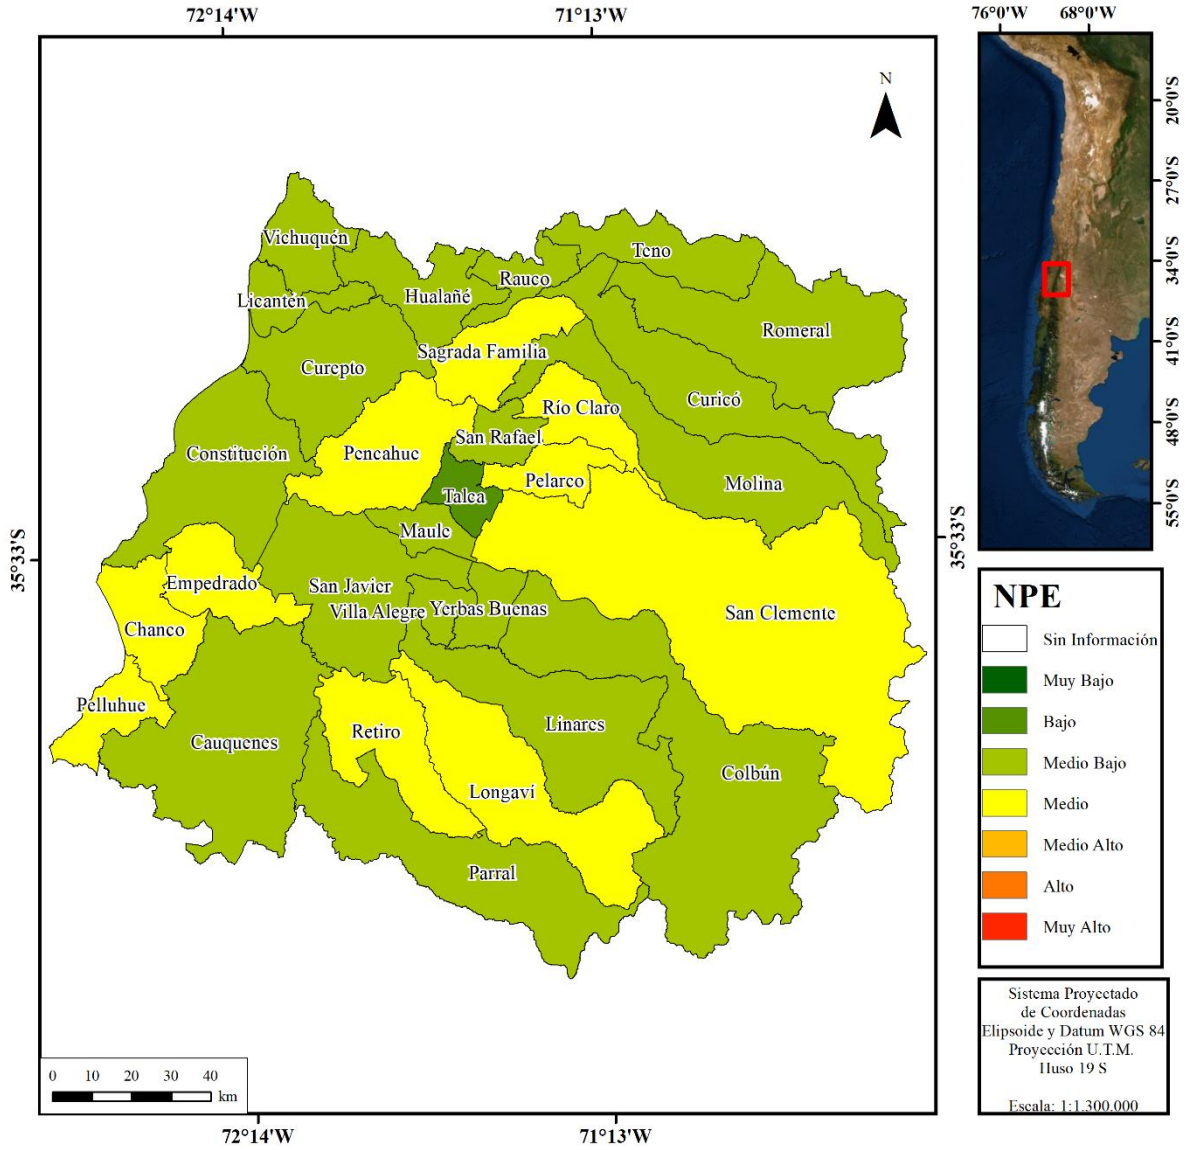 72°14'W
71°13'W
76°0'W
68°0'W
N
20°0'S
27°0'S
34°0'S
41°0'S
48°0'S
55°0'S
Vichuquén
Teno
Rauco
Licantén
Hualañé
Romeral
Sagrada Familia
Curepto
Curicó
Río Claro
San Rafael
Constitución
Pencahue
Pelarco
Molina
Talca
Maule
35°33'S
35°33'S
Empedrado
San Javier
Villa Alegre
Yerbas Buenas
San Clemente
Chanco
Pelluhue
Cauquenes
Retiro
Linares
Colbún
Longaví
Parral
NPE
Sin Información
Muy Bajo
Bajo
Medio Bajo
Medio
Medio Alto
Alto
Muy Alto
Sistema Proyectado
de Coordenadas
Elipsoide y Datum WGS 84
Proyección U.T.M.
Huso 19 S
Escala: 1:1.300.000
0 10 20 30 40
km
72°14'W
71°13'W